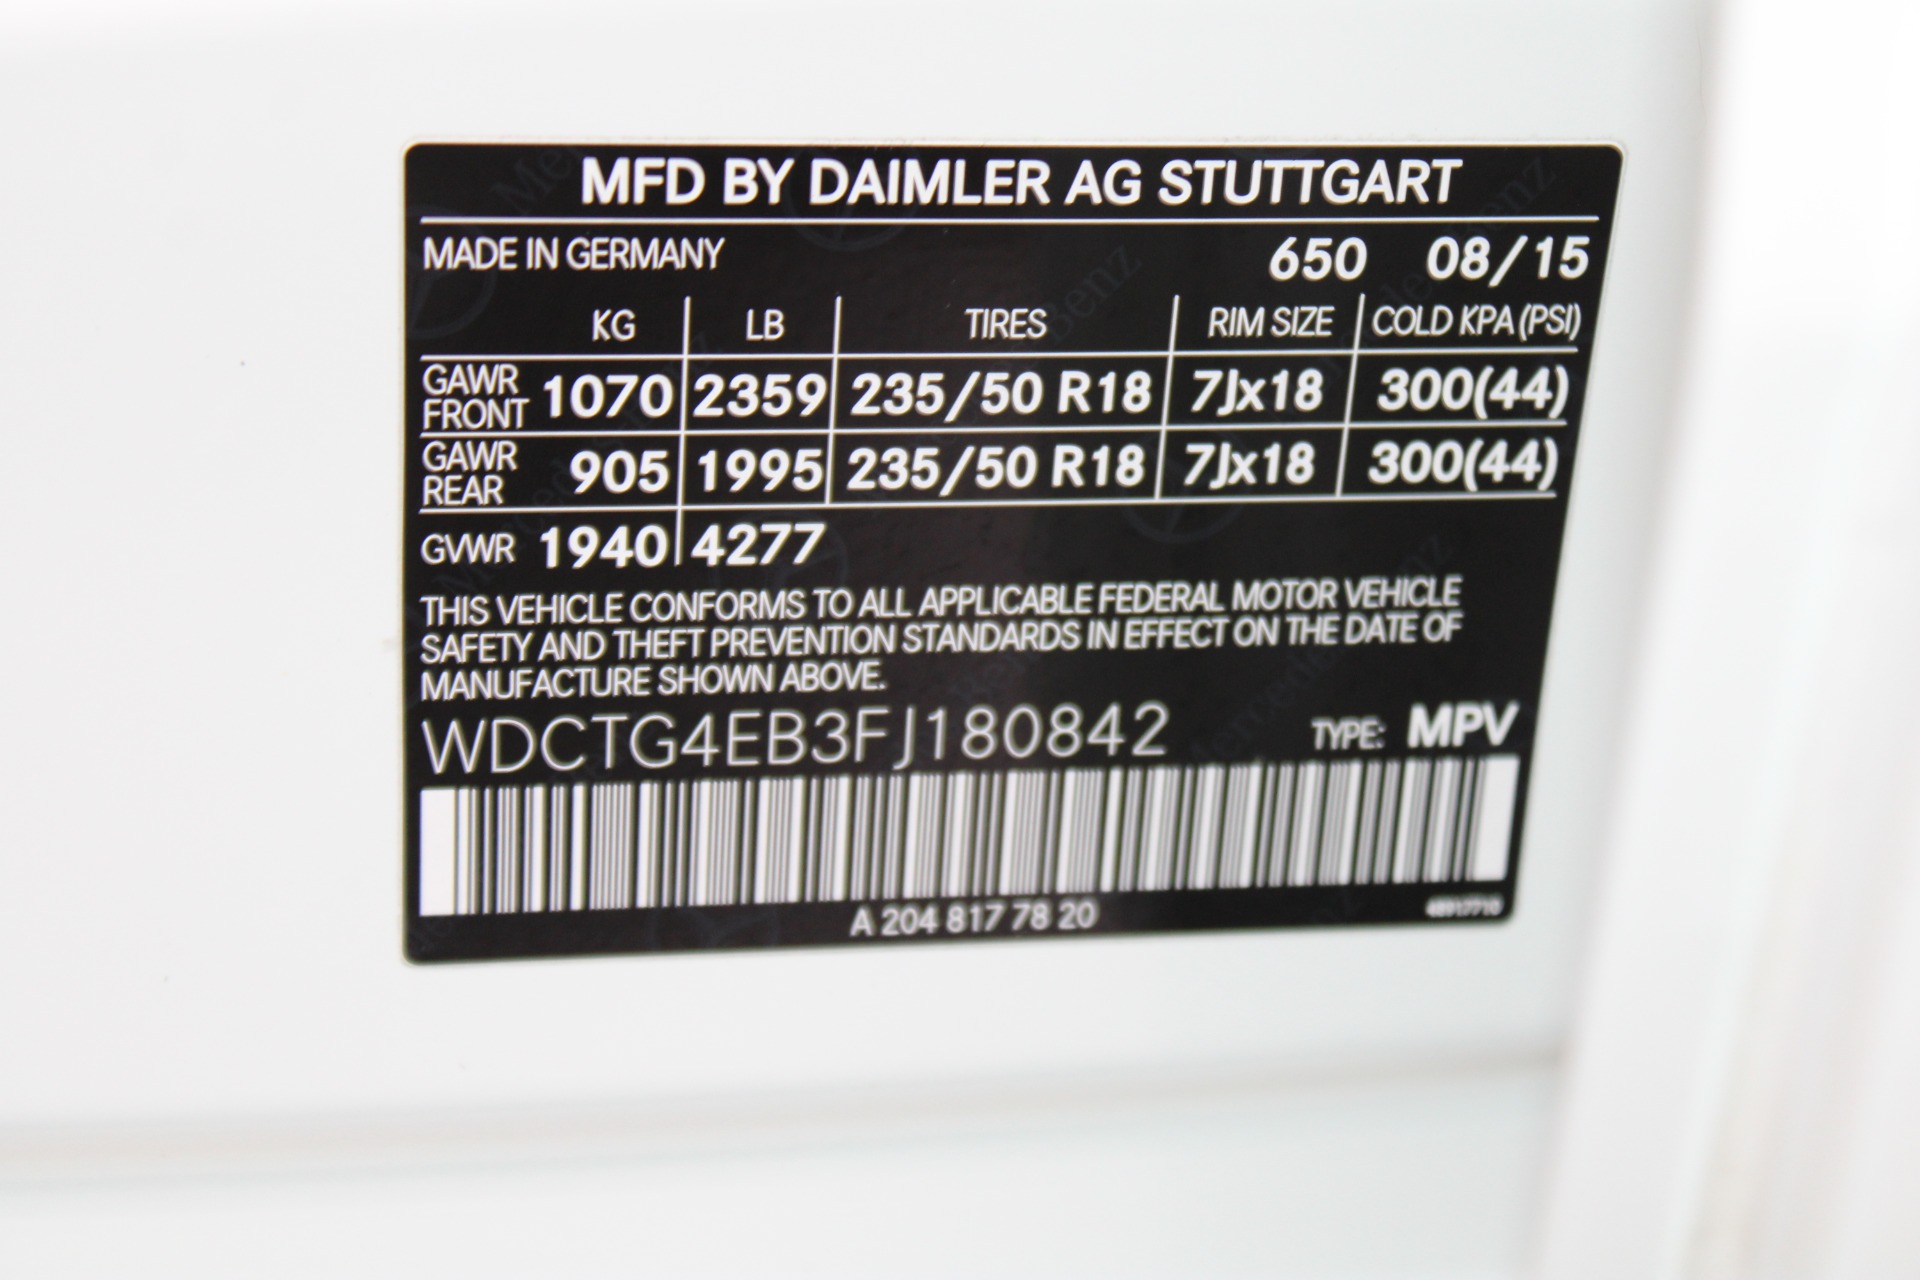 MFD BY DAIMLER AG STUTTGART
MADE IN GERMANY 650 08/15
KG LB TIRES RIM SIZE COLD KPA (PSI)
GAWR FRONT 1070 2359 235/50 R18 7Jx18 300(44)
GAWR REAR 905 1995 235/50 R18 7Jx18 300(44)
GVWR 1940 4277
THIS VEHICLE CONFORMS TO ALL APPLICABLE FEDERAL MOTOR VEHICLE
SAFETY AND THEFT PREVENTION STANDARDS IN EFFECT ON THE DATE OF
MANUFACTURE SHOWN ABOVE.
WDCTG4EB3FJ180842 TYPE: MPV
A 204 817 78 20